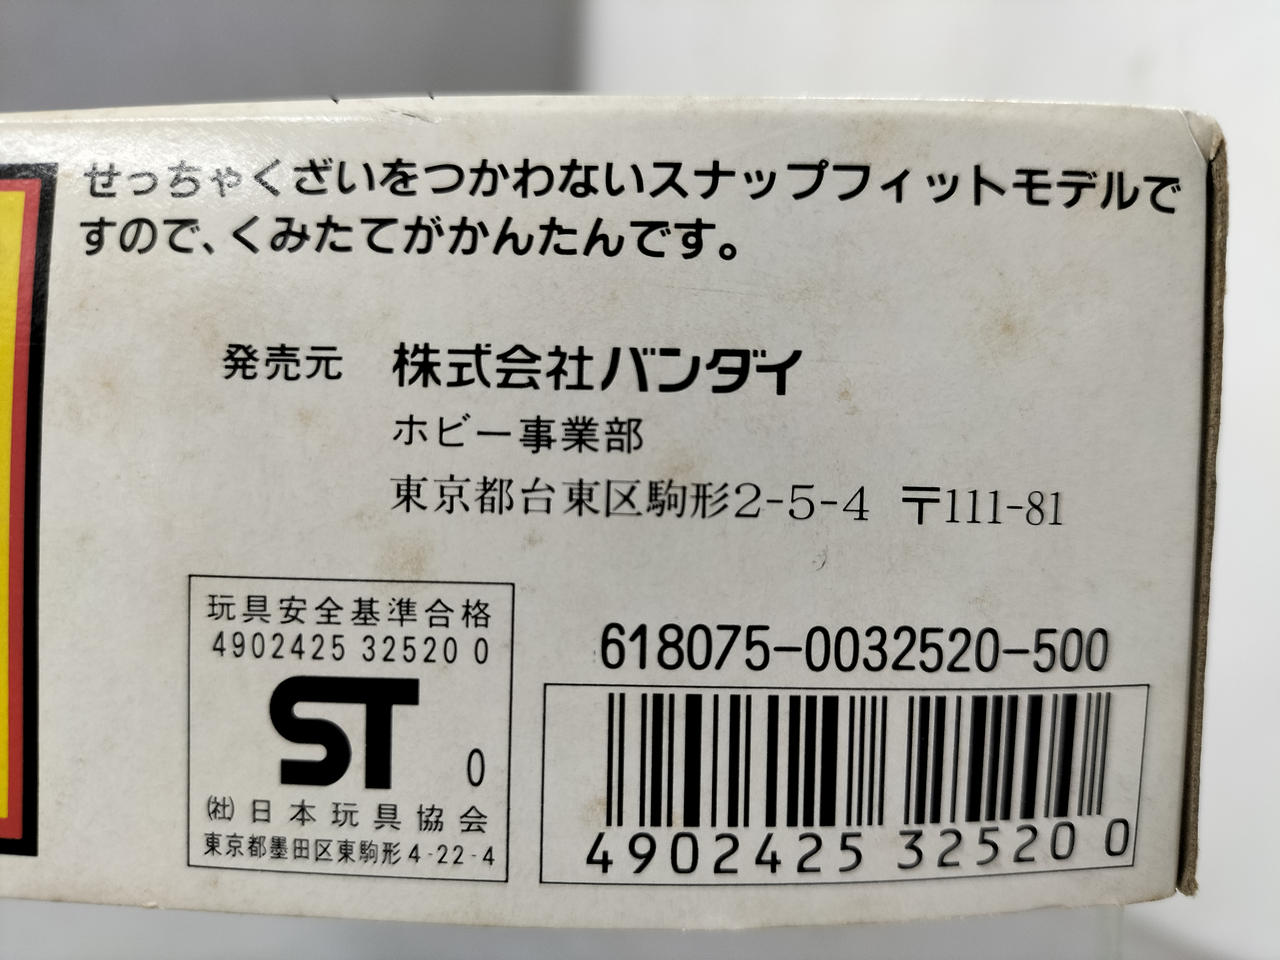 せっちゃくざいをつかわないスナップフィットモデルで
すので、くみたてがかんたんです。
発売元 株式会社バンダイ
ホビー事業部
東京都台東区駒形2-5-4 〒111-81
玩具安全基準合格
4902425 32520 0
ST 0
㈳日本玩具協会
東京都墨田区東駒形4-22-4
618075-0032520-500
4902425 32520 0